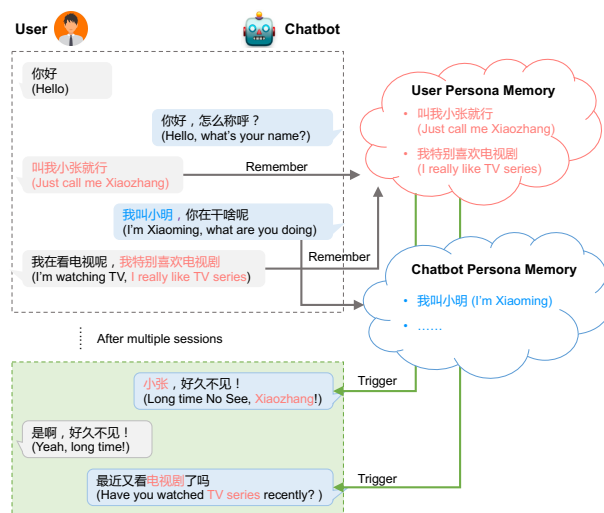 User
Chatbot
你好
(Hello)
你好，怎么称呼？
(Hello, what's your name?)
叫我小张就行
(Just call me Xiaozhang)
Remember
我叫小明，你在干啥呢
(I'm Xiaoming, what are you doing)
我在看电视呢，我特别喜欢电视剧
(I'm watching TV, I really like TV series)
Remember
User Persona Memory
• 叫我小张就行
(Just call me Xiaozhang)
• 我特别喜欢电视剧
(I really like TV series)
Chatbot Persona Memory
• 我叫小明 (I'm Xiaoming)
• ……
After multiple sessions
小张，好久不见！
(Long time No See, Xiaozhang!)
Trigger
是啊，好久不见！
(Yeah, long time!)
最近又看电视剧了吗
(Have you watched TV series recently? )
Trigger